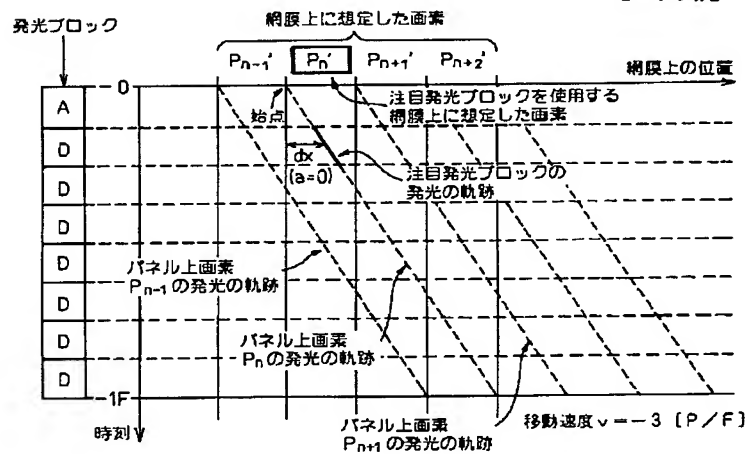 網膜上に想定した画素
発光ブロック
Pn-1' Pn' Pn+1' Pn+2'
網膜上の位置
0
A
D
D
D
D
D
D
D
始点
注目発光ブロックを使用する
網膜上に想定した画素
dx
(a=0)
注目発光ブロックの
発光の軌跡
パネル上画素
Pn-1の発光の軌跡
パネル上画素
Pnの発光の軌跡
パネル上画素
Pn+1の発光の軌跡
1F
時刻
移動速度v=-3 [P/F]